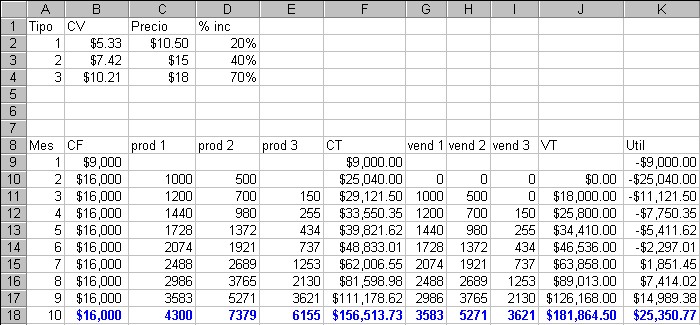 A B C D E F G H I J K
1 Tipo CV Precio % inc
2 1 $5.33 $10.50 20%
3 2 $7.42 $15 40%
4 3 $10.21 $18 70%
5
6
7
8 Mes CF prod 1 prod 2 prod 3 CT vend 1 vend 2 vend 3 VT Util
9 1 $9,000 $9,000.00 -$9,000.00
10 2 $16,000 1000 500 $25,040.00 0 0 0 $0.00 -$25,040.00
11 3 $16,000 1200 700 150 $29,121.50 1000 500 0 $18,000.00 -$11,121.50
12 4 $16,000 1440 980 255 $33,550.35 1200 700 150 $25,800.00 -$7,750.35
13 5 $16,000 1728 1372 434 $39,821.62 1440 980 255 $34,410.00 -$5,411.62
14 6 $16,000 2074 1921 737 $48,833.01 1728 1372 434 $46,536.00 -$2,297.01
15 7 $16,000 2488 2689 1253 $62,006.55 2074 1921 737 $63,858.00 $1,851.45
16 8 $16,000 2986 3765 2130 $81,598.98 2488 2689 1253 $89,013.00 $7,414.02
17 9 $16,000 3583 5271 3621 $111,178.62 2986 3765 2130 $126,168.00 $14,989.38
18 10 $16,000 4300 7379 6155 $156,513.73 3583 5271 3621 $181,864.50 $25,350.77